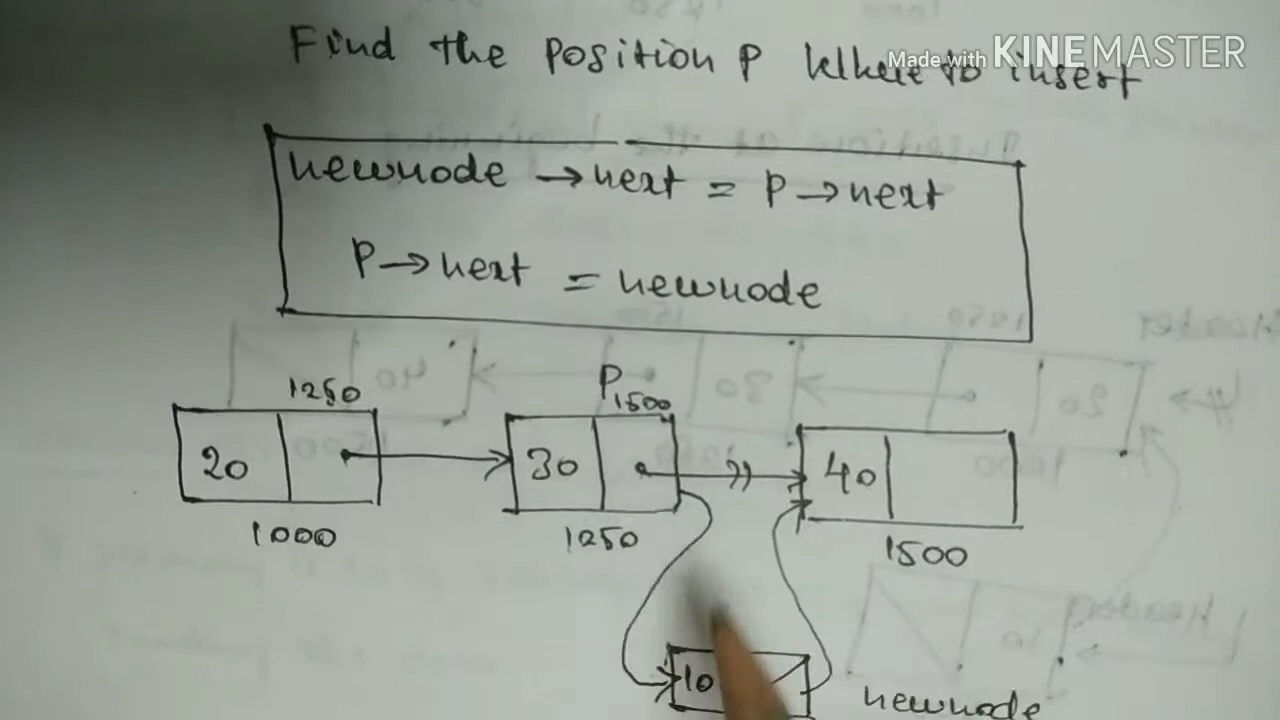 Find the Position P Where to insert
Made with KINEMASTER
newnode →next = P →next
P→next = newnode
1250 P 1500
20 30 40
1000 1250 1500
10
newnode